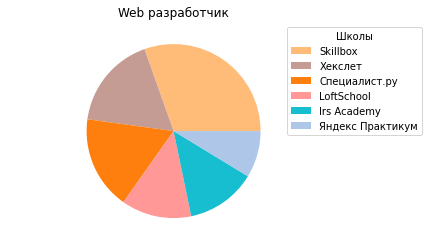 Web разработчик
Школы
Skillbox
Хекслет
Специалист.ру
LoftSchool
Irs Academy
Яндекс Практикум